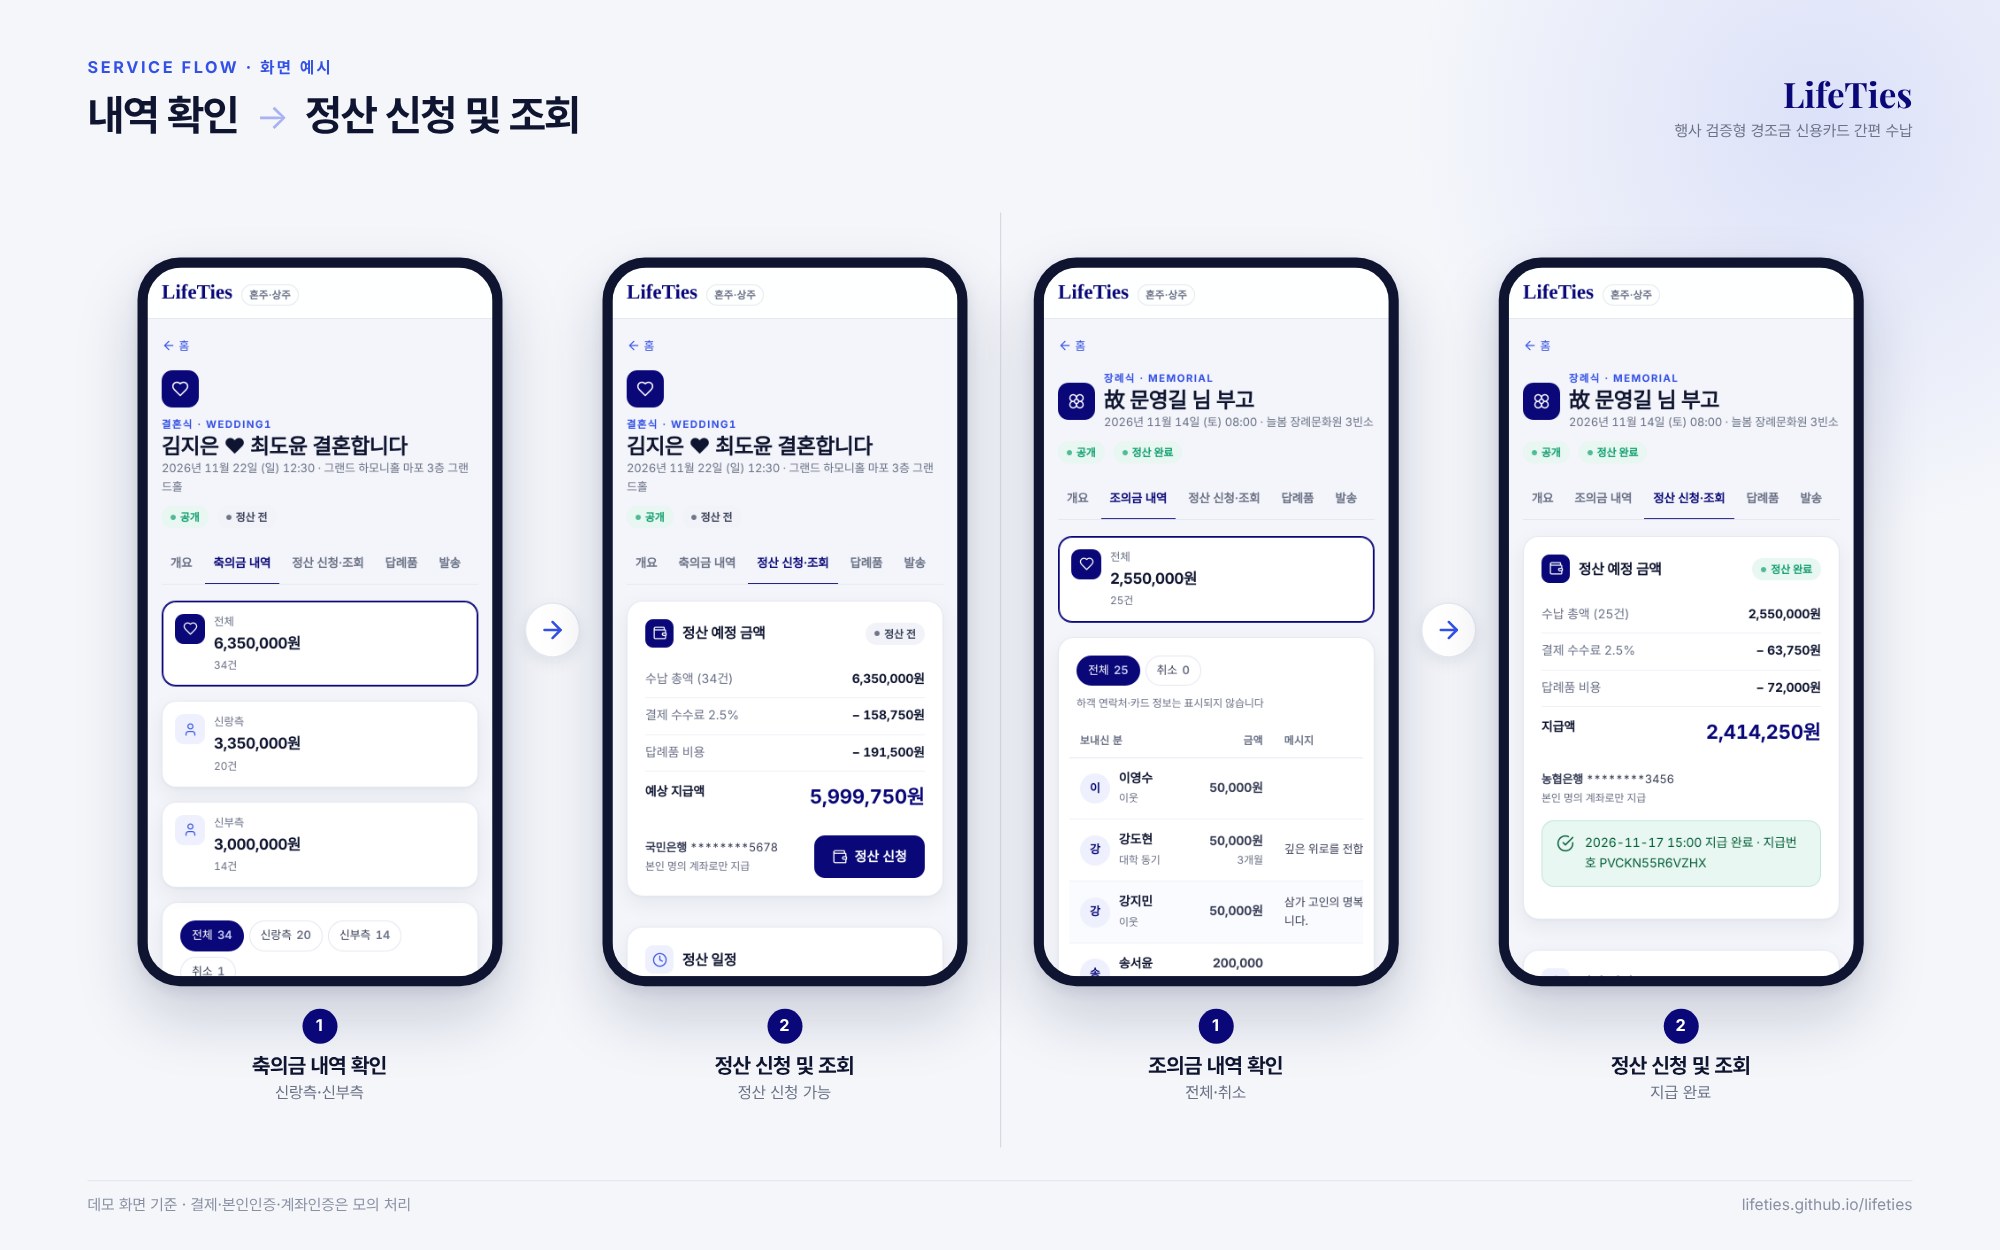 SERVICE FLOW · 화면 예시
내역 확인 → 정산 신청 및 조회
LifeTies
행사 검증형 경조금 신용카드 간편 수납
LifeTies 혼주·상주
← 홈
결혼식 · WEDDING1
김지은 ♥ 최도윤 결혼합니다
2026년 11월 22일 (일) 12:30 · 그랜드 하모니홀 마포 3층 그랜
드홀
공개 정산 전
개요 축의금 내역 정산 신청·조회 답례품 발송
전체
6,350,000원
34건
신랑측
3,350,000원
20건
신부측
3,000,000원
14건
전체 34 신랑측 20 신부측 14
취소 1
1
축의금 내역 확인
신랑측·신부측
LifeTies 혼주·상주
← 홈
결혼식 · WEDDING1
김지은 ♥ 최도윤 결혼합니다
2026년 11월 22일 (일) 12:30 · 그랜드 하모니홀 마포 3층 그랜
드홀
공개 정산 전
개요 축의금 내역 정산 신청·조회 답례품 발송
정산 예정 금액 정산 전
수납 총액 (34건) 6,350,000원
결제 수수료 2.5% − 158,750원
답례품 비용 − 191,500원
예상 지급액 5,999,750원
국민은행 ********5678
본인 명의 계좌로만 지급
정산 신청
정산 일정
2
정산 신청 및 조회
정산 신청 가능
LifeTies 혼주·상주
← 홈
장례식 · MEMORIAL
故 문영길 님 부고
2026년 11월 14일 (토) 08:00 · 늘봄 장례문화원 3빈소
공개 정산 완료
개요 조의금 내역 정산 신청·조회 답례품 발송
전체
2,550,000원
25건
전체 25 취소 0
하객 연락처·카드 정보는 표시되지 않습니다
보내신 분 금액 메시지
이 이영수 50,000원
이웃
강 강도현 50,000원 깊은 위로를 전합
대학 동기 3개월
강 강지민 50,000원 삼가 고인의 명복
이웃 니다.
송 송서윤 200,000
1
조의금 내역 확인
전체·취소
LifeTies 혼주·상주
← 홈
장례식 · MEMORIAL
故 문영길 님 부고
2026년 11월 14일 (토) 08:00 · 늘봄 장례문화원 3빈소
공개 정산 완료
개요 조의금 내역 정산 신청·조회 답례품 발송
정산 예정 금액 정산 완료
수납 총액 (25건) 2,550,000원
결제 수수료 2.5% − 63,750원
답례품 비용 − 72,000원
지급액 2,414,250원
농협은행 ********3456
본인 명의 계좌로만 지급
2026-11-17 15:00 지급 완료 · 지급번
호 PVCKN55R6VZHX
2
정산 신청 및 조회
지급 완료
데모 화면 기준 · 결제·본인인증·계좌인증은 모의 처리
lifeties.github.io/lifeties